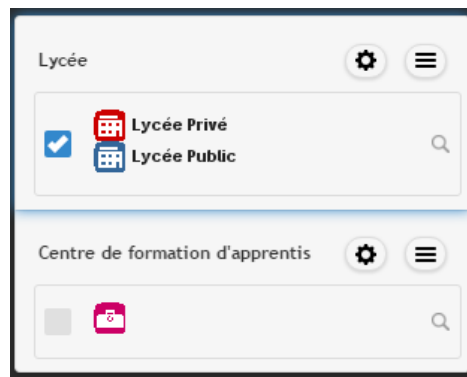 Lycée
Lycée Privé
Lycée Public
Centre de formation d'apprentis